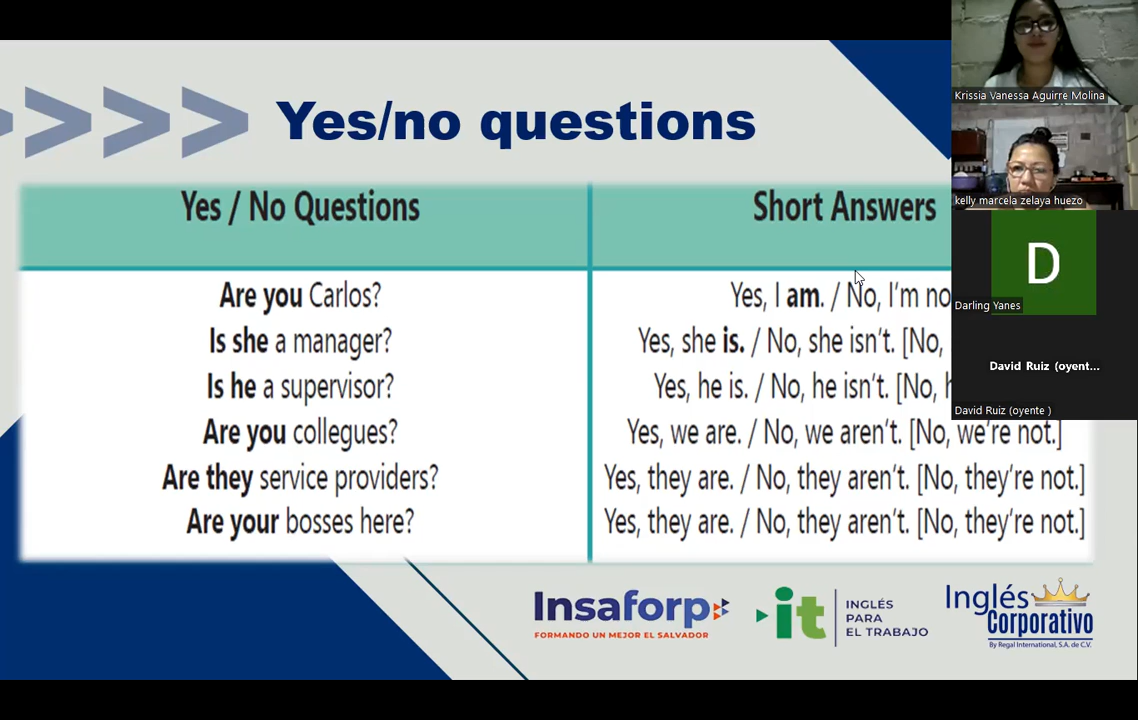 Yes/no questions
Yes / No Questions
Short Answers
Are you Carlos?
Yes, I am. / No, I'm no
Is she a manager?
Yes, she is. / No, she isn't. [No,
Is he a supervisor?
Yes, he is. / No, he isn't. [No, h
Are you collegues?
Yes, we are. / No, we aren't. [No, we're not.]
Are they service providers?
Yes, they are. / No, they aren't. [No, they're not.]
Are your bosses here?
Yes, they are. / No, they aren't. [No, they're not.]
Insaforp
FORMANDO UN MEJOR EL SALVADOR
it
INGLÉS
PARA
EL TRABAJO
Inglés
Corporativo
By Regal International, S.A. de C.V.
Krissia Vanessa Aguirre Molina
kelly marcela zelaya huezo
D
Darling Yanes
David Ruiz (oyent...
David Ruiz (oyente )